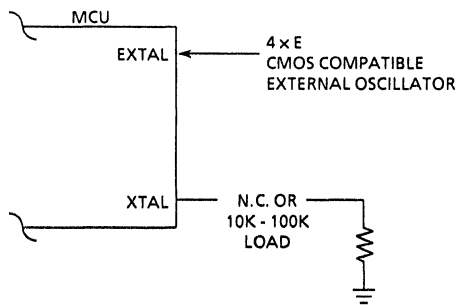 MCU
EXTAL
4 x E
CMOS COMPATIBLE
EXTERNAL OSCILLATOR
XTAL
N.C. OR
10K - 100K
LOAD